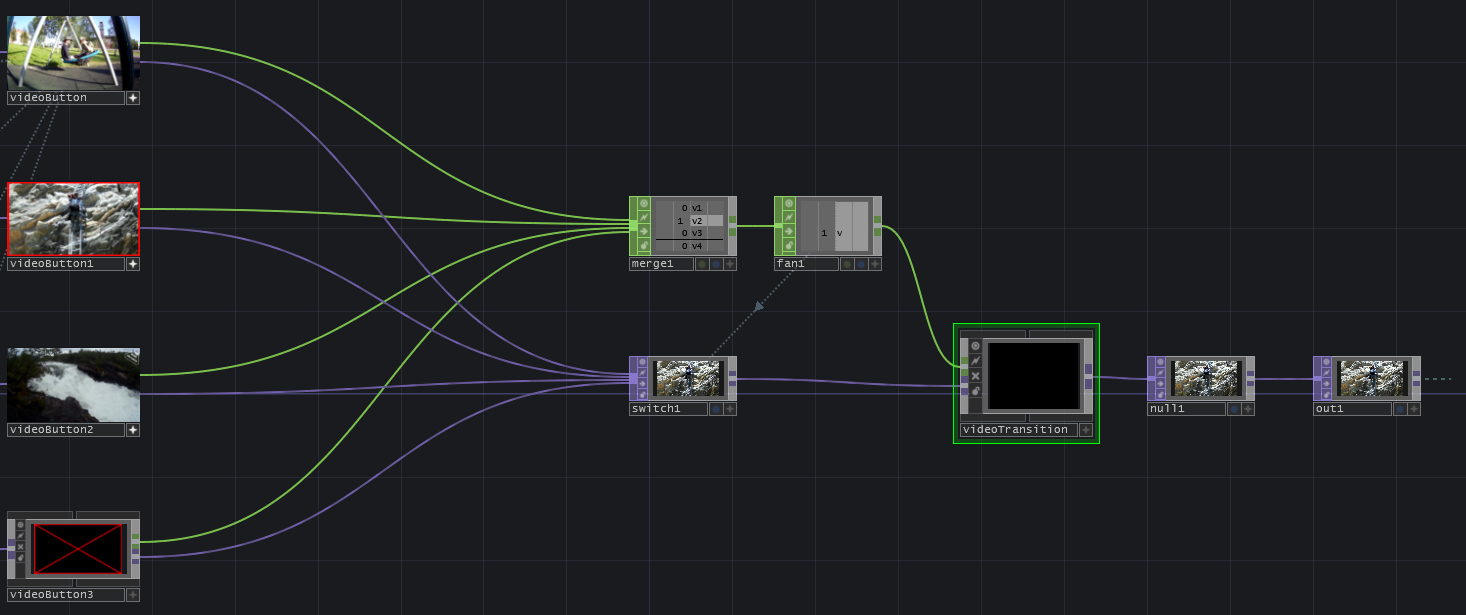 videoButton
videoButton1
0 v1
1 v2
0 v3
0 v4
merge1
1 v
fan1
switch1
videoTransition
null1
out1
videoButton2
videoButton3